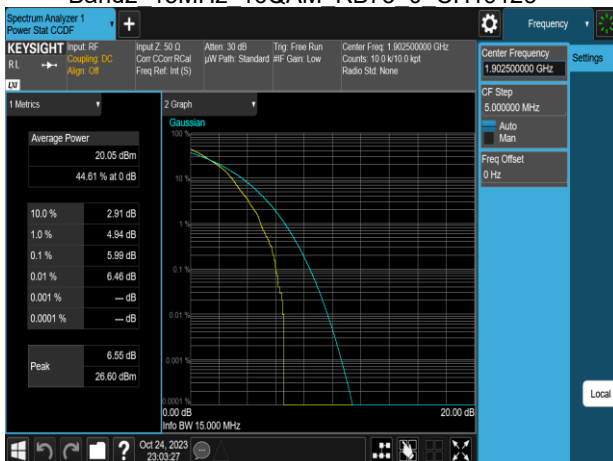 Spectrum Analyzer 1
Power Stat CCDF
+
Frequency
KEYSIGHT
RL
LXI
Input: RF
Coupling: DC
Align: Off
Input Z: 50 Ω
Corr CCorr RCal
Freq Ref: Int (S)
Atten: 30 dB
µW Path: Standard
Trig: Free Run
#IF Gain: Low
Center Freq: 1.902500000 GHz
Counts: 10.0 k/10.0 kpt
Radio Std: None
1 Metrics
Average Power
20.05 dBm
44.61 % at 0 dB
10.0 % 2.91 dB
1.0 % 4.94 dB
0.1 % 5.99 dB
0.01 % 6.46 dB
0.001 % --- dB
0.0001 % --- dB
Peak
6.55 dB
26.60 dBm
2 Graph
Gaussian
100 %
10 %
1 %
0.1 %
0.01 %
0.001 %
0.0001 %
0.00 dB 20.00 dB
Info BW 15.000 MHz
Center Frequency
1.902500000 GHz
CF Step
5.000000 MHz
Auto
Man
Freq Offset
0 Hz
Settings
Local
?
Oct 24, 2023
23:03:27